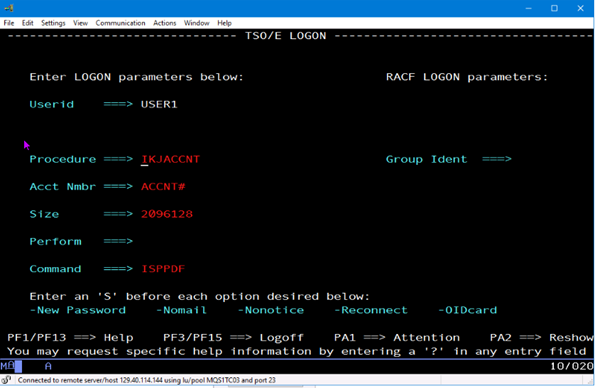 File Edit Settings View Communication Actions Window Help
------------------------------ TSO/E LOGON -----------------------------------
Enter LOGON parameters below: RACF LOGON parameters:
Userid ===> USER1
Procedure ===> IKJACCNT Group Ident ===>
Acct Nmbr ===> ACCNT#
Size ===> 2096128
Perform ===>
Command ===> ISPPDF
Enter an 'S' before each option desired below:
-New Password -Nomail -Nonotice -Reconnect -OIDcard
PF1/PF13 ==> Help PF3/PF15 ==> Logoff PA1 ==> Attention PA2 ==> Reshow
You may request specific help information by entering a '?' in any entry field
A 10/020
Connected to remote server/host 129.40.114.144 using lu/pool MQS1TC03 and port 23